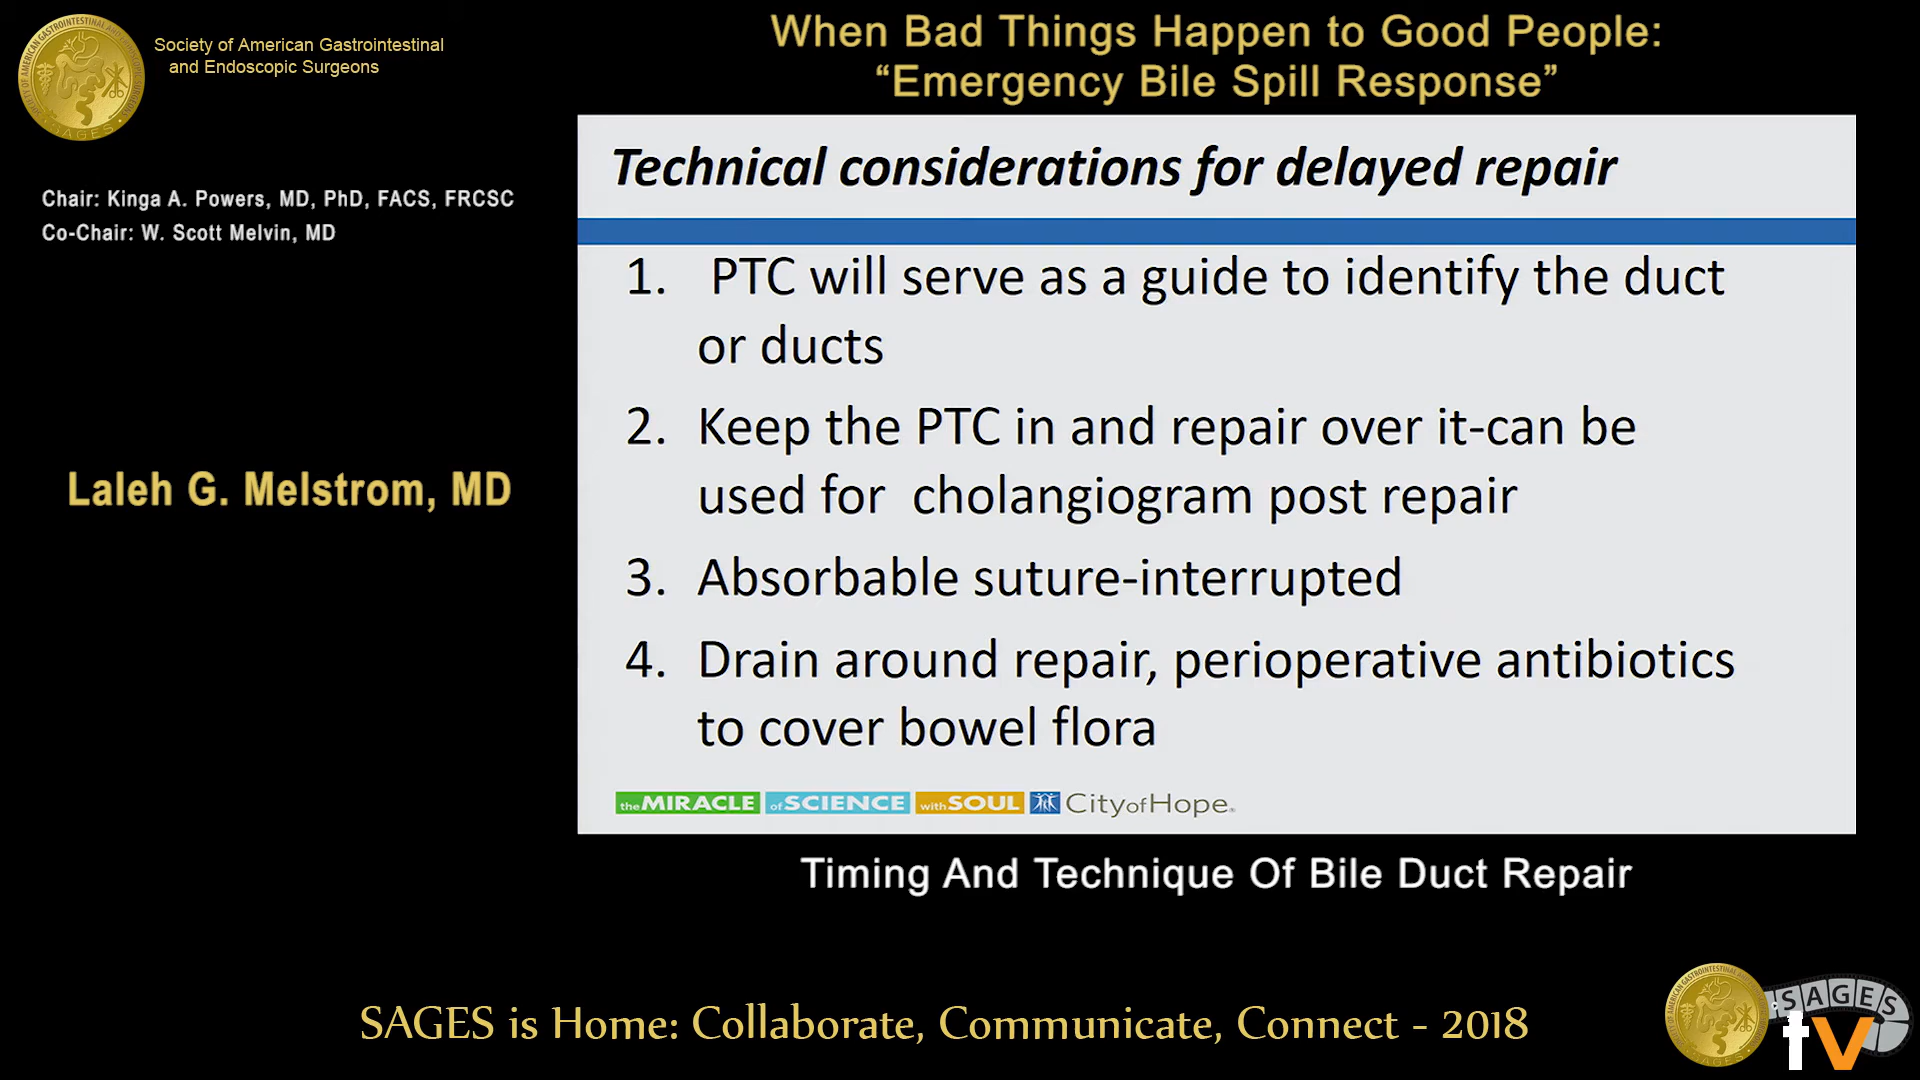 Society of American Gastrointestinal
and Endoscopic Surgeons
When Bad Things Happen to Good People:
“Emergency Bile Spill Response”
Chair: Kinga A. Powers, MD, PhD, FACS, FRCSC
Co-Chair: W. Scott Melvin, MD
Laleh G. Melstrom, MD
Technical considerations for delayed repair
1. PTC will serve as a guide to identify the duct
or ducts
2. Keep the PTC in and repair over it-can be
used for cholangiogram post repair
3. Absorbable suture-interrupted
4. Drain around repair, perioperative antibiotics
to cover bowel flora
the MIRACLE of SCIENCE with SOUL CityofHope.
Timing And Technique Of Bile Duct Repair
SAGES is Home: Collaborate, Communicate, Connect - 2018
SAGES
tv